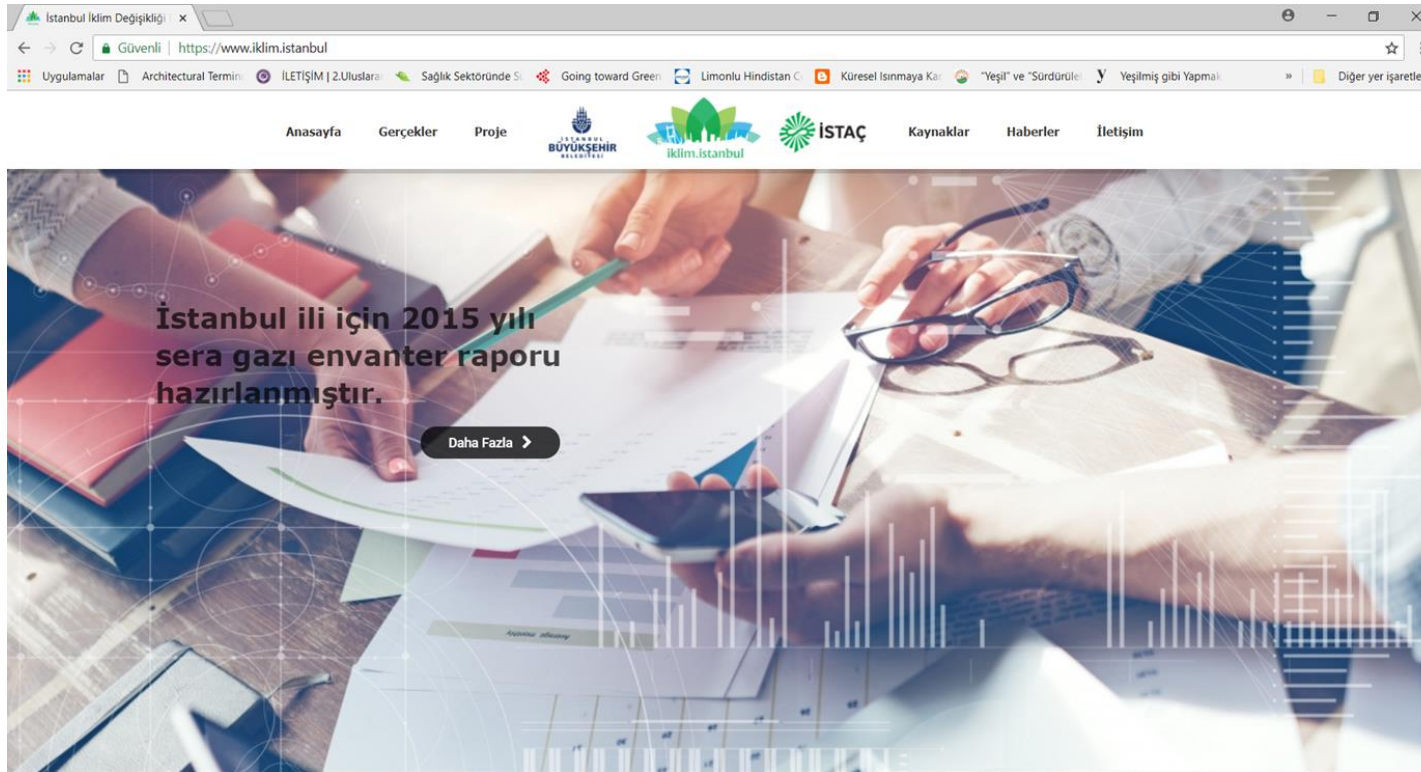 İstanbul İklim Değişikliği
Güvenli | https://www.iklim.istanbul
Uygulamalar Architectural Termin İLETİŞİM | 2.Uluslara Sağlık Sektöründe S Going toward Green Limonlu Hindistan C Küresel Isınmaya Kar "Yeşil" ve "Sürdürüle Yeşilmiş gibi Yapmak » Diğer yer işaretle
Anasayfa Gerçekler Proje Kaynaklar Haberler İletişim
İSTANBUL
BÜYÜKŞEHİR
BELEDİYESİ
iklim.istanbul
İSTAÇ
İstanbul ili için 2015 yılı
sera gazı envanter raporu
hazırlanmıştır.
Daha Fazla